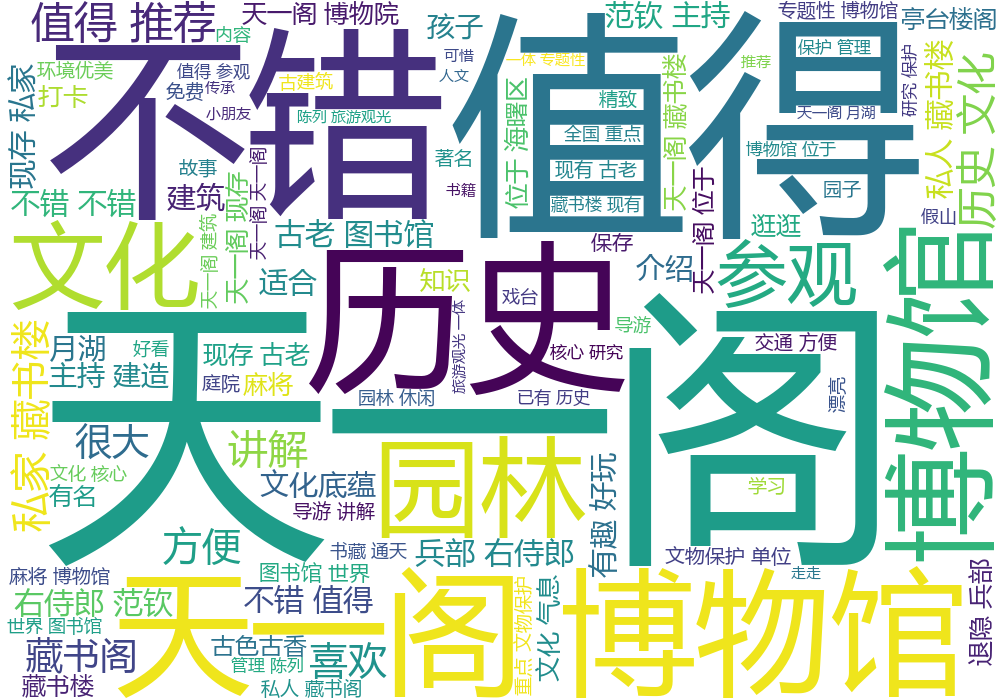 值得 推荐
天一阁 博物院
内容
孩子
范钦 主持
专题性 博物馆
亭台楼阁
不错
值得
可惜
人文
一体 专题性
保护 管理
推荐
研究 保护
环境优美
打卡
值得 参观
免费
传承
古建筑
小朋友
陈列 旅游观光
精致
天一阁 月湖
现存 私家
故事
著名
书籍
位于 海曙区
全国 重点
现有 古老
藏书楼 现有
天一阁 藏书楼
天一阁 位于
博物馆 位于
园子
私人 藏书楼
历史 文化
假山
不错 不错
建筑
天一阁 现存
天一阁 天一阁
天一阁 建筑
古老 图书馆
保存
逛逛
文化
适合
历史
知识
戏台
介绍
参观
博物馆
天一阁
月湖
好看
现存 古老
主持 建造
庭院
麻将
旅游观光 一体
导游
核心 研究
交通 方便
园林 休闲
已有 历史
漂亮
私家 藏书楼
很大
讲解
园林
文化 核心
有名
文化底蕴
导游 讲解
有趣 好玩
学习
方便
书藏 通天
兵部 右侍郎
文物保护 单位
走走
麻将 博物馆
图书馆 世界
右侍郎 范钦
不错 值得
天一阁 博物馆
重点 文物保护
文化 气息
退隐 兵部
世界 图书馆
古色古香
藏书阁
管理 陈列
喜欢
藏书楼
私人 藏书阁